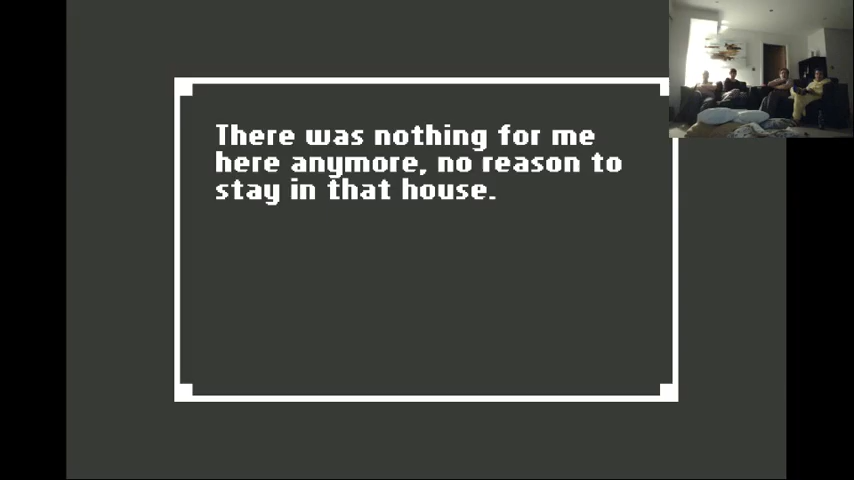 There was nothing for me
here anymore, no reason to
stay in that house.